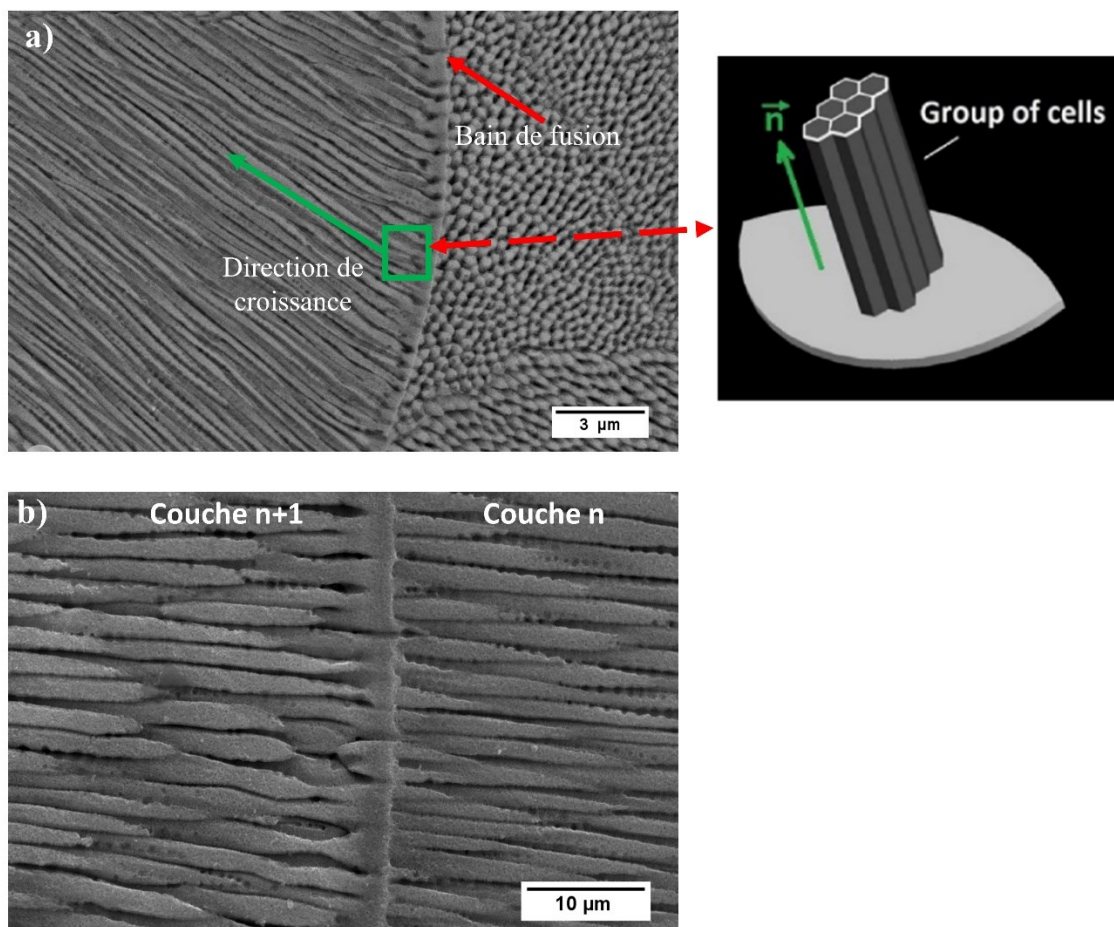 a)
Bain de fusion
Direction de
croissance
3 µm
n
Group of cells
b)
Couche n+1
Couche n
10 µm